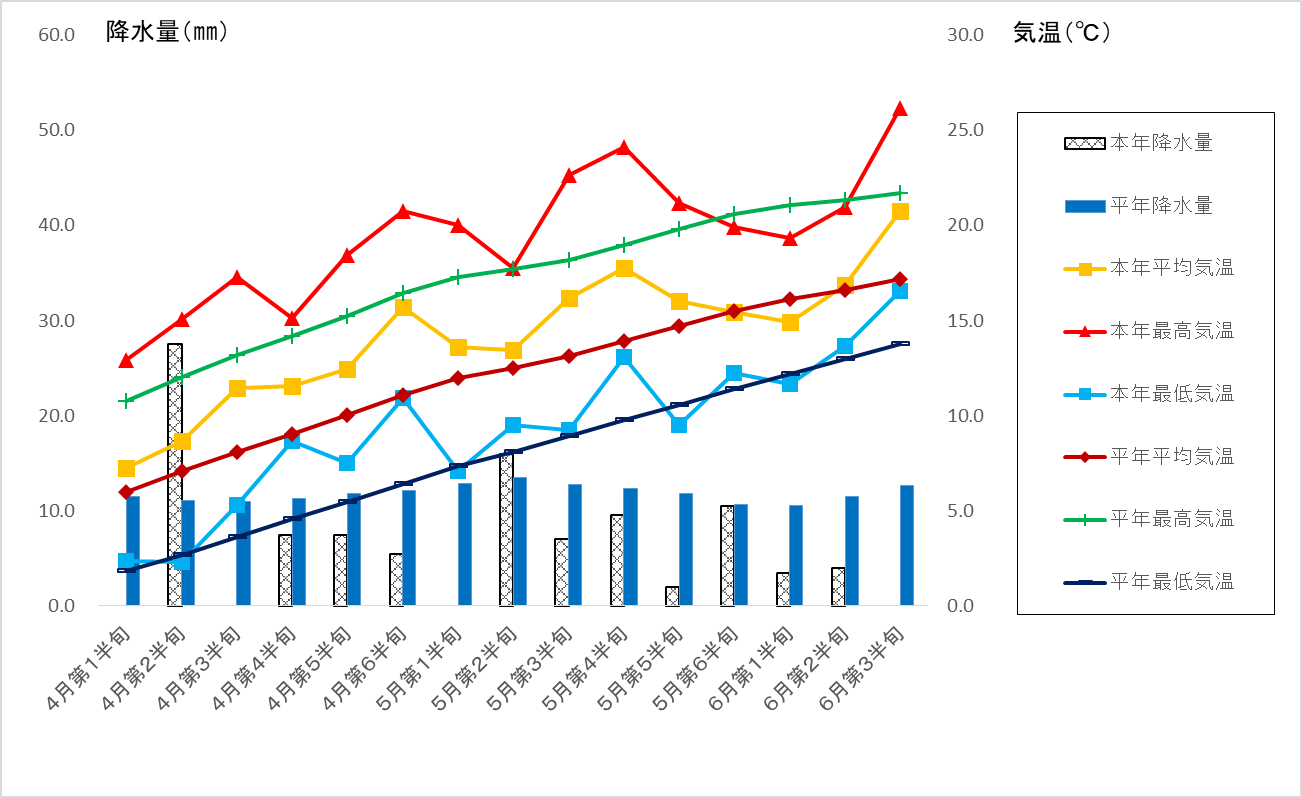 降水量(㎜)
気温(℃)
60.0
50.0
40.0
30.0
20.0
10.0
0.0
30.0
25.0
20.0
15.0
10.0
5.0
0.0
本年降水量
平年降水量
本年平均気温
本年最高気温
本年最低気温
平年平均気温
平年最高気温
平年最低気温
4月第1半旬
4月第2半旬
4月第3半旬
4月第4半旬
4月第5半旬
4月第6半旬
5月第1半旬
5月第2半旬
5月第3半旬
5月第4半旬
5月第5半旬
5月第6半旬
6月第1半旬
6月第2半旬
6月第3半旬